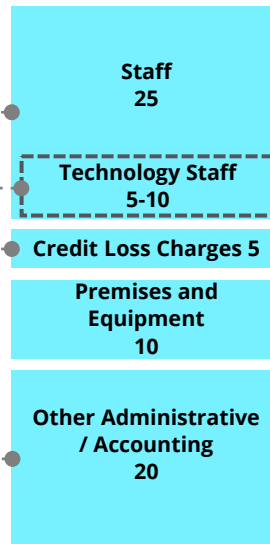 Staff
25
Technology Staff
5-10
Credit Loss Charges 5
Premises and
Equipment
10
Other Administrative
/ Accounting
20